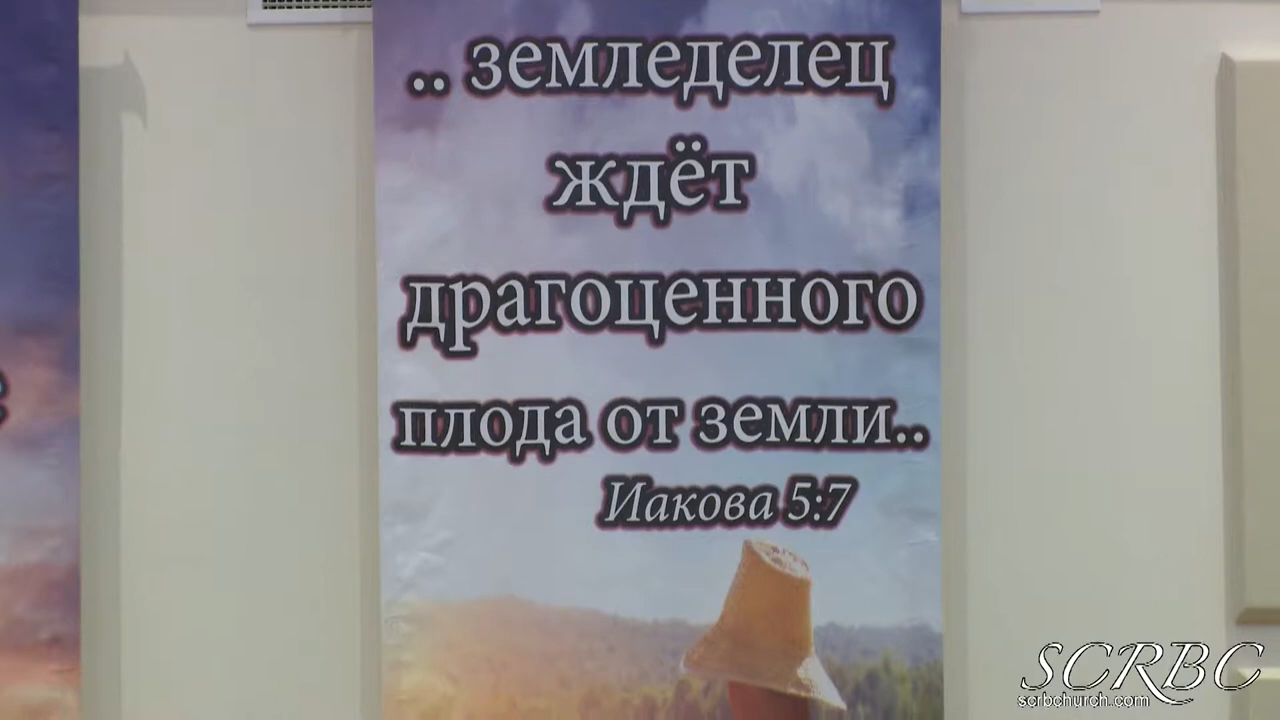 .. земледелец
ждёт
драгоценного
плода от земли..
Иакова 5:7
SCRBC
scrbchurch.com